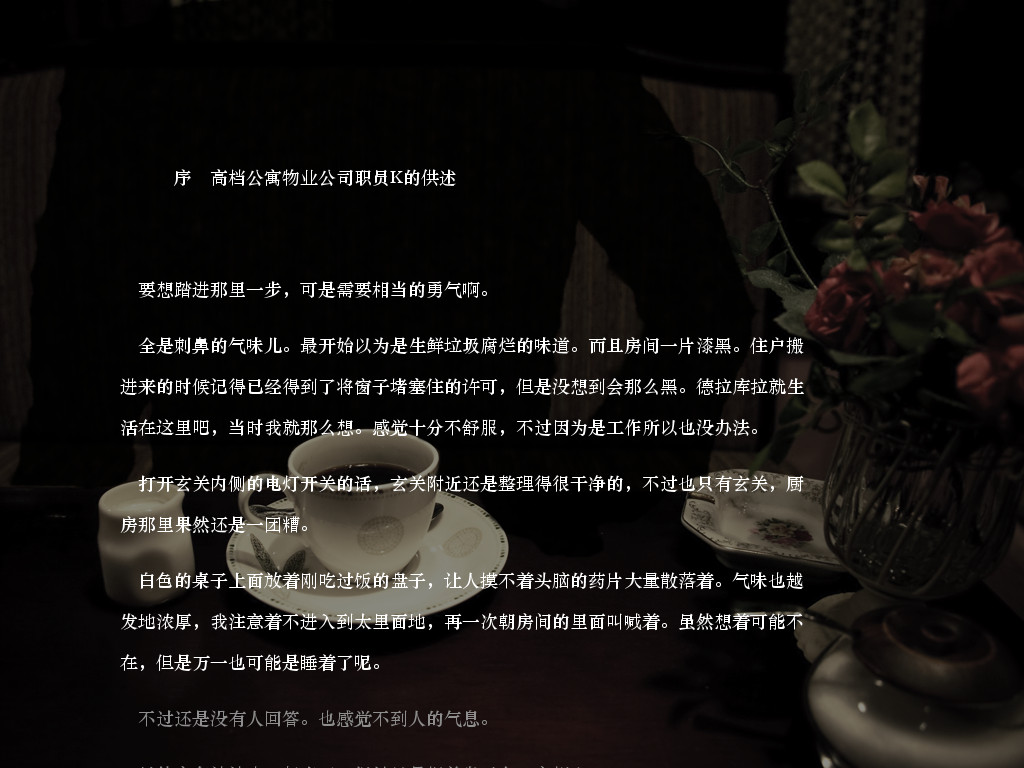 序　高档公寓物业公司职员K的供述
要想踏进那里一步，可是需要相当的勇气啊。
全是刺鼻的气味儿。最开始以为是生鲜垃圾腐烂的味道。而且房间一片漆黑。住户搬
进来的时候记得已经得到了将窗子堵塞住的许可，但是没想到会那么黑。德拉库拉就生
活在这里吧，当时我就那么想。感觉十分不舒服，不过因为是工作所以也没办法。
打开玄关内侧的电灯开关的话，玄关附近还是整理得很干净的，不过也只有玄关，厨
房那里果然还是一团糟。
白色的桌子上面放着刚吃过饭的盘子，让人摸不着头脑的药片大量散落着。气味也越
发地浓厚，我注意着不进入到太里面地，再一次朝房间的里面叫喊着。虽然想着可能不
在，但是万一也可能是睡着了呢。
不过还是没有人回答。也感觉不到人的气息。